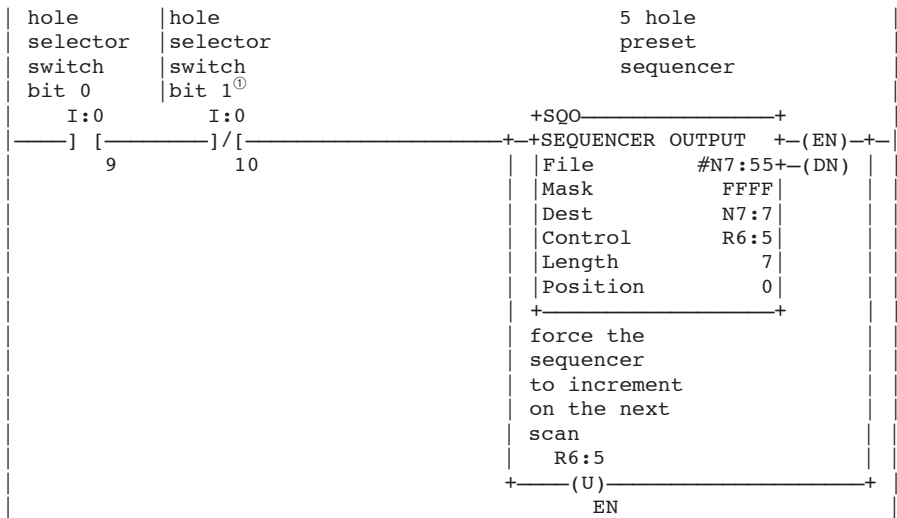 hole |hole 5 hole
selector |selector preset
switch |switch sequencer
bit 0 |bit 1①
I:0 I:0 +SQO———————+
] [ ]/[ +SEQUENCER OUTPUT +—(EN)—+
9 10 |File #N7:55+—(DN)
|Mask FFFF|
|Dest N7:7|
|Control R6:5|
|Length 7|
|Position 0|
force the
sequencer
to increment
on the next
scan
R6:5
(U)
EN